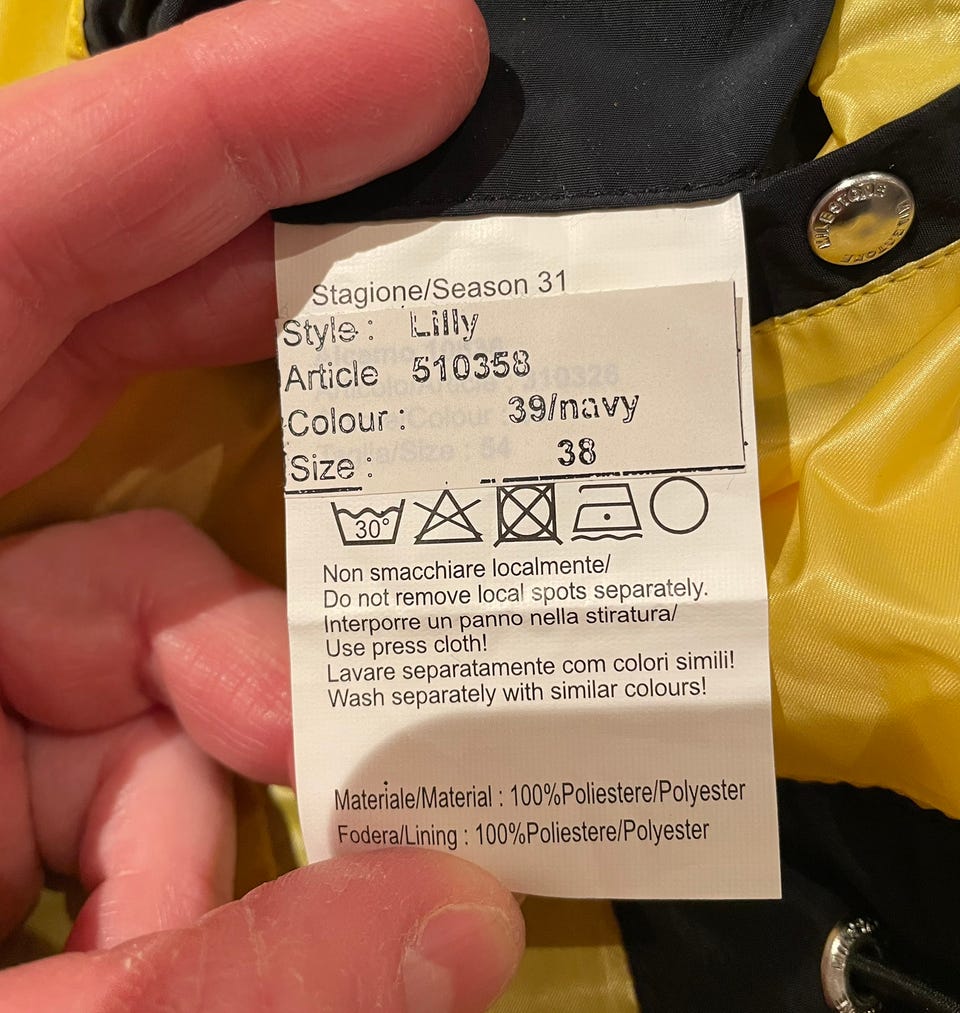 Stagione/Season 31
Style : Lilly
Article 510358
Colour : 39/navy
Size : 38
30°
Non smacchiare localmente/
Do not remove local spots separately.
Interporre un panno nella stiratura/
Use press cloth!
Lavare separatamente com colori simili!
Wash separately with similar colours!
Materiale/Material : 100%Poliestere/Polyester
Fodera/Lining : 100%Poliestere/Polyester
MILESTONE MILESTONE